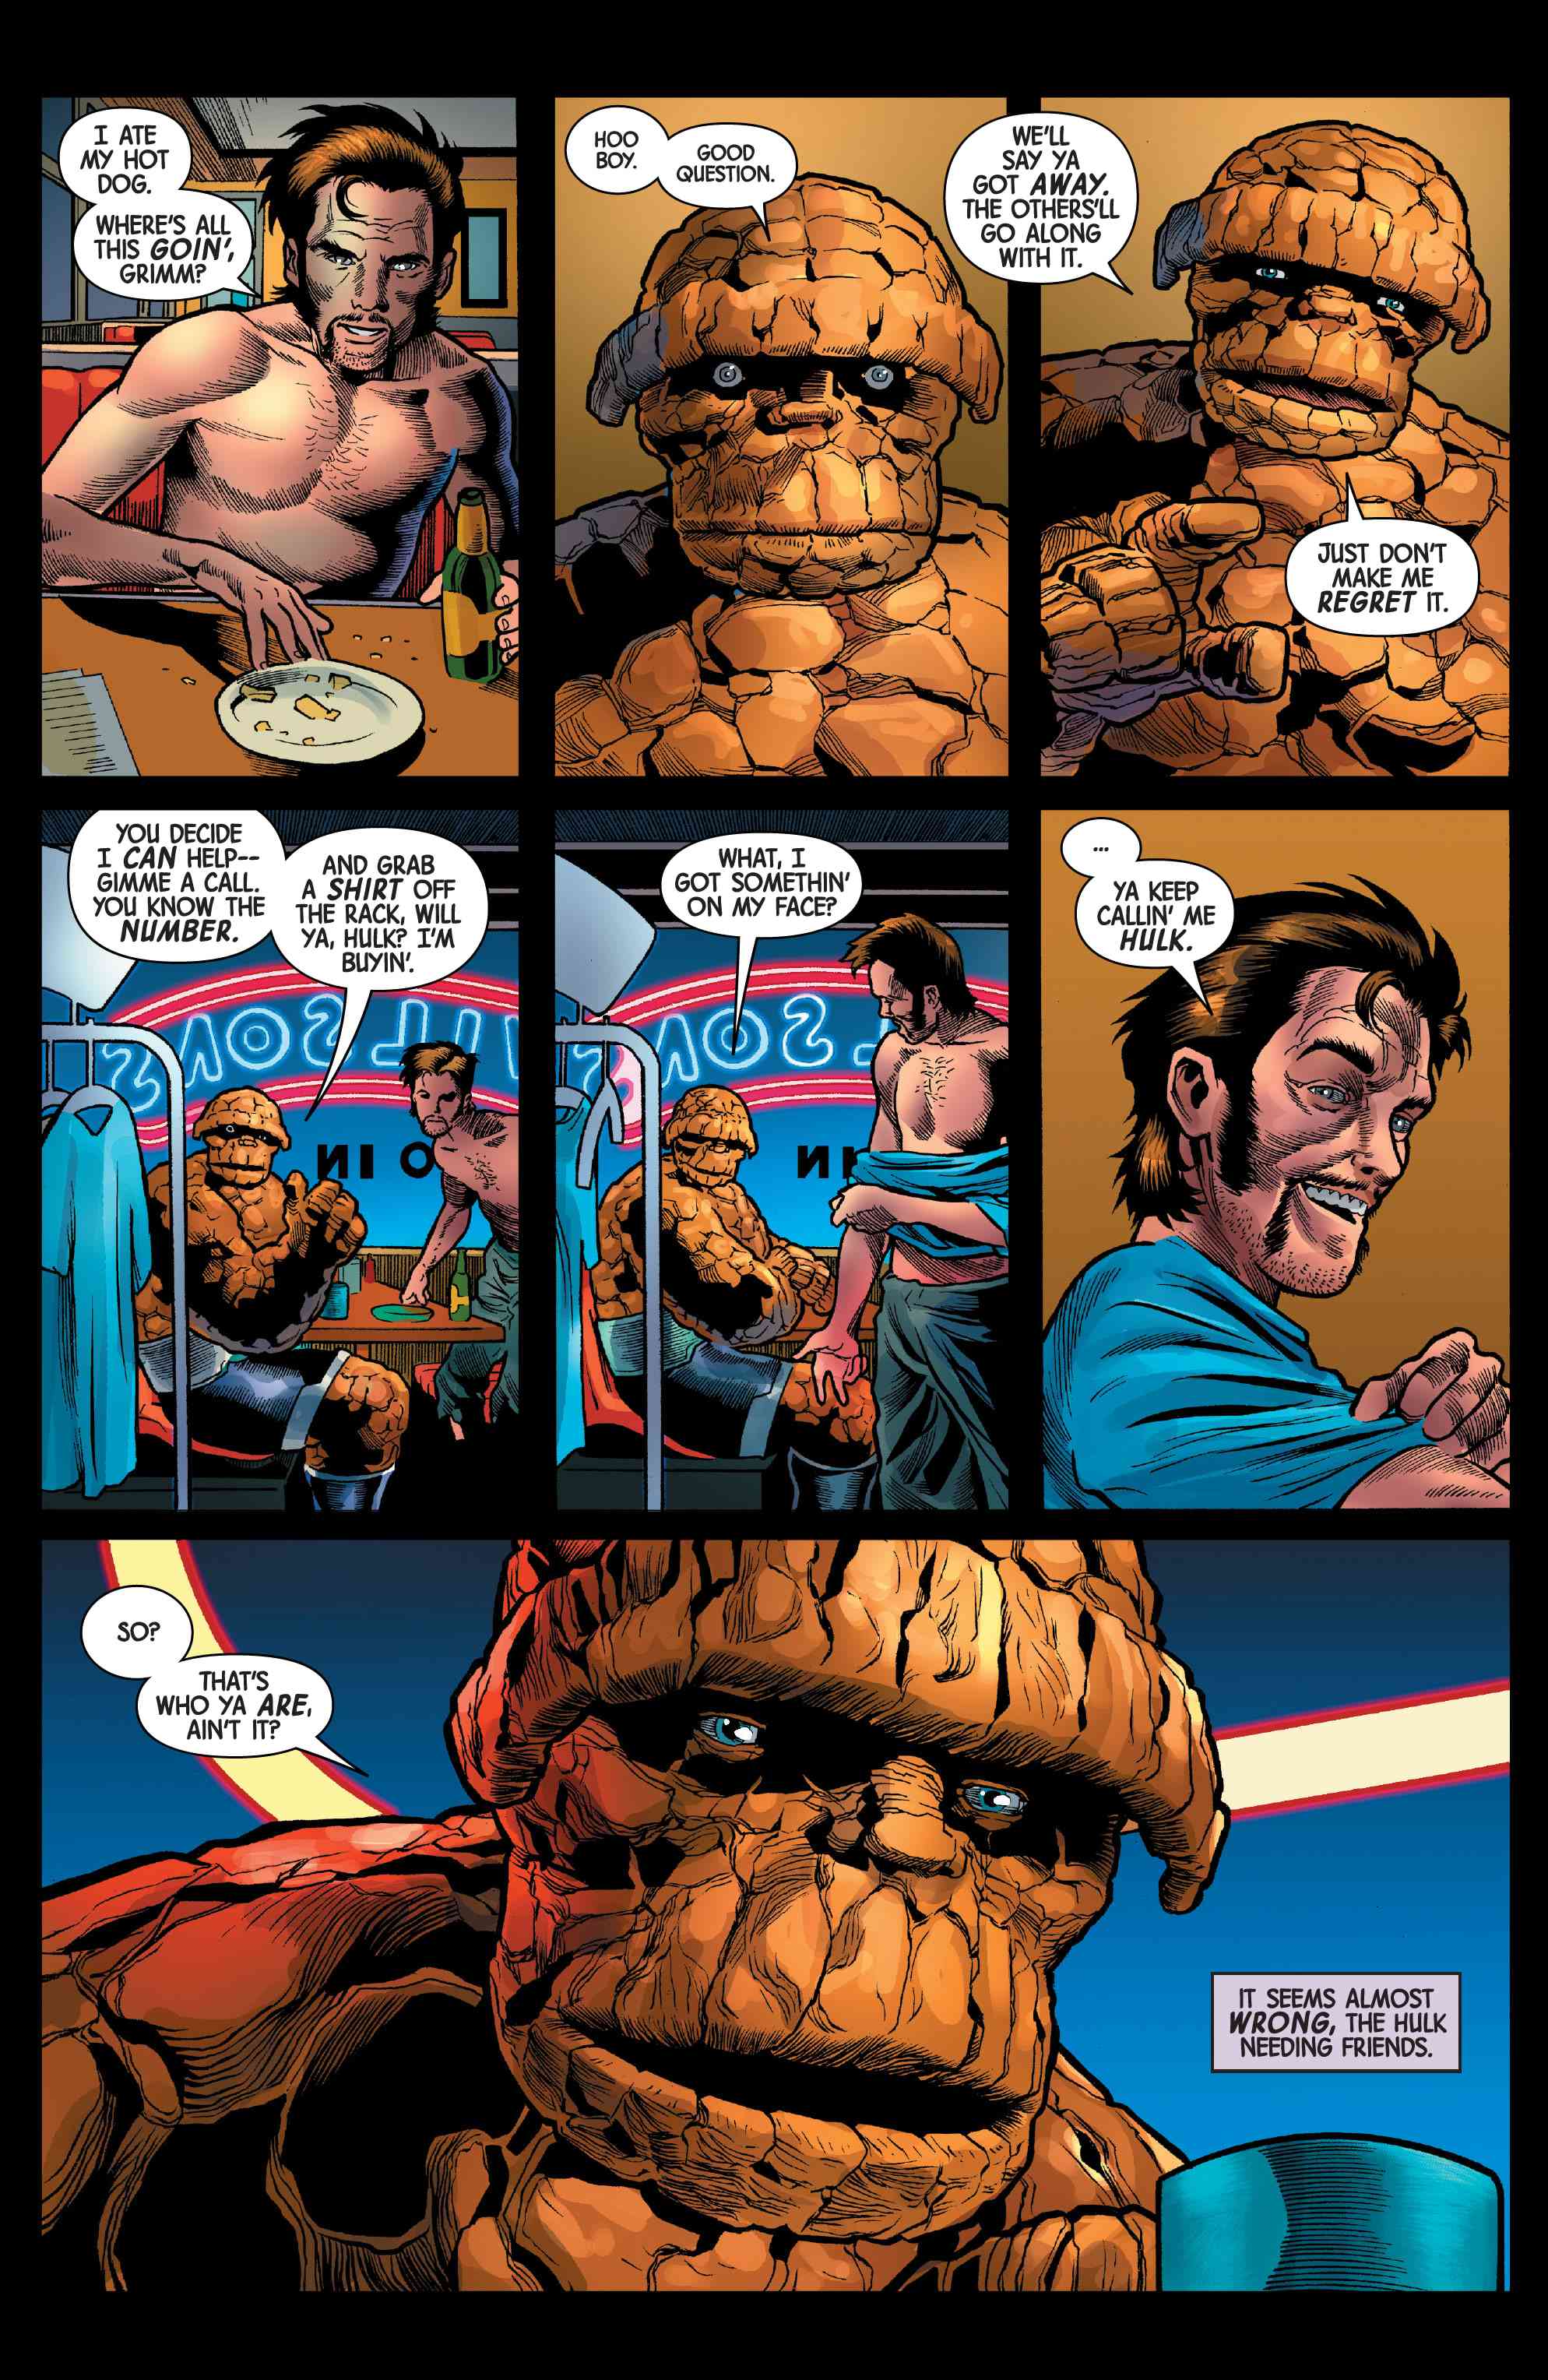 I ATE
MY HOT
DOG.
WHERE'S ALL
THIS GOIN',
GRIMM?
HOO
BOY.
GOOD
QUESTION.
WE'LL
SAY YA
GOT AWAY.
THE OTHERS'LL
GO ALONG
WITH IT.
JUST DON'T
MAKE ME
REGRET IT.
YOU DECIDE
I CAN HELP--
GIMME A CALL.
YOU KNOW THE
NUMBER.
AND GRAB
A SHIRT OFF
THE RACK, WILL
YA, HULK? I'M
BUYIN'.
WILSONS
O IN
WHAT, I
GOT SOMETHIN'
ON MY FACE?
SONS
IN
...
YA KEEP
CALLIN' ME
HULK.
SO?
THAT'S
WHO YA ARE,
AIN'T IT?
IT SEEMS ALMOST
WRONG, THE HULK
NEEDING FRIENDS.